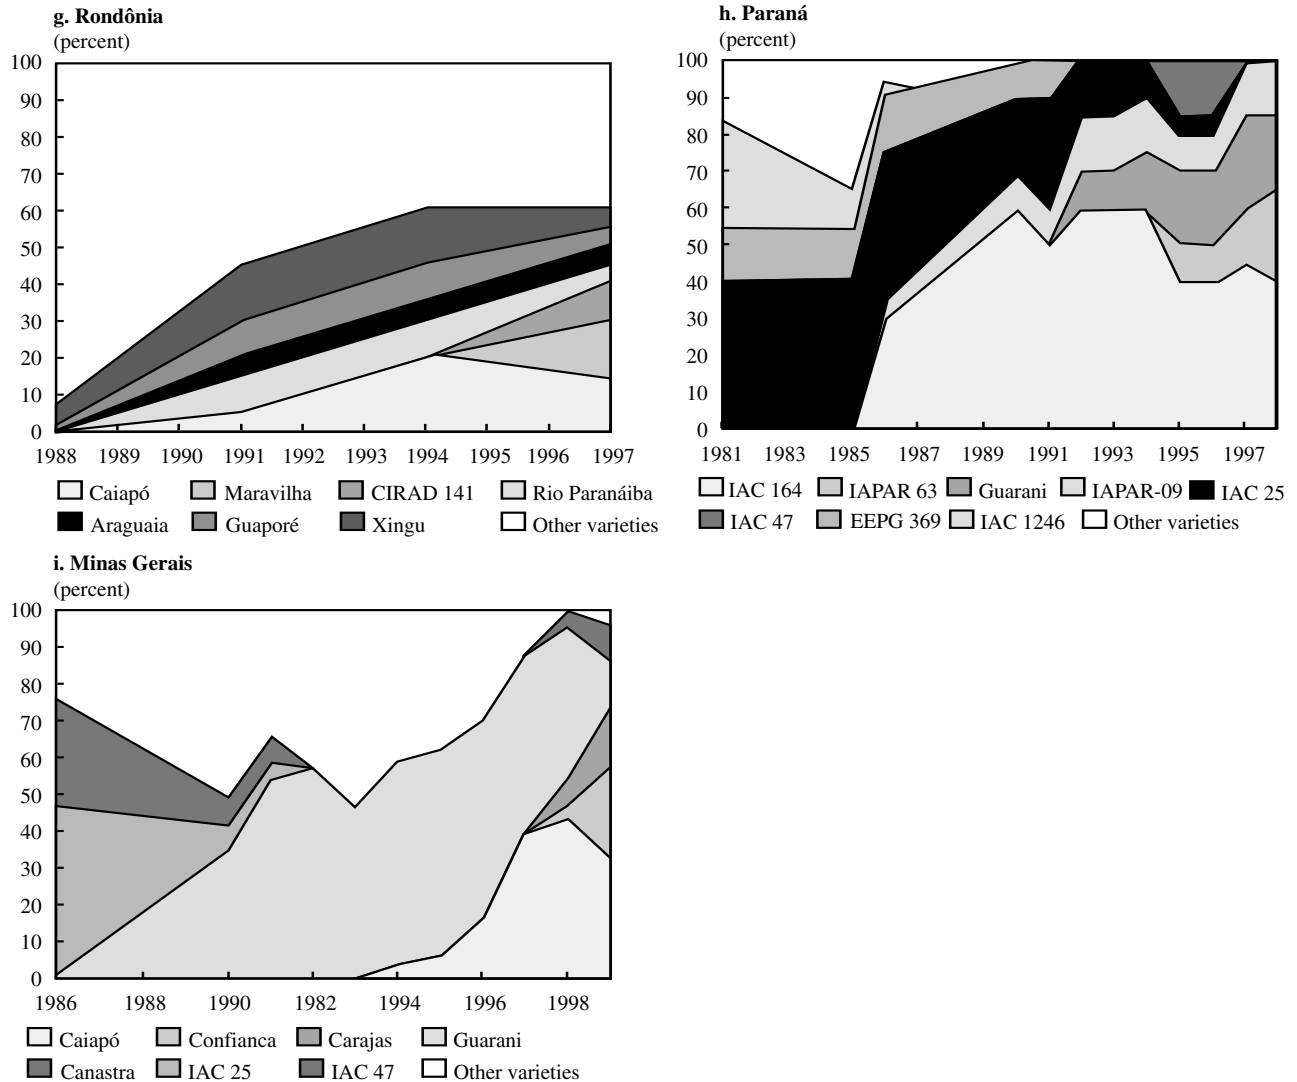 g. Rondônia
(percent)
100
90
80
70
60
50
40
30
20
10
0
1988 1989 1990 1991 1992 1993 1994 1995 1996 1997
Caiapó Maravilha CIRAD 141 Rio Paranáiba
Araguaia Guaporé Xingu Other varieties
h. Paraná
(percent)
100
90
80
70
60
50
40
30
20
10
0
1981 1983 1985 1987 1989 1991 1993 1995 1997
IAC 164 IAPAR 63 Guarani IAPAR-09 IAC 25
IAC 47 EEPG 369 IAC 1246 Other varieties
i. Minas Gerais
(percent)
100
90
80
70
60
50
40
30
20
10
0
1986 1988 1990 1982 1994 1996 1998
Caiapó Confianca Carajas Guarani
Canastra IAC 25 IAC 47 Other varieties